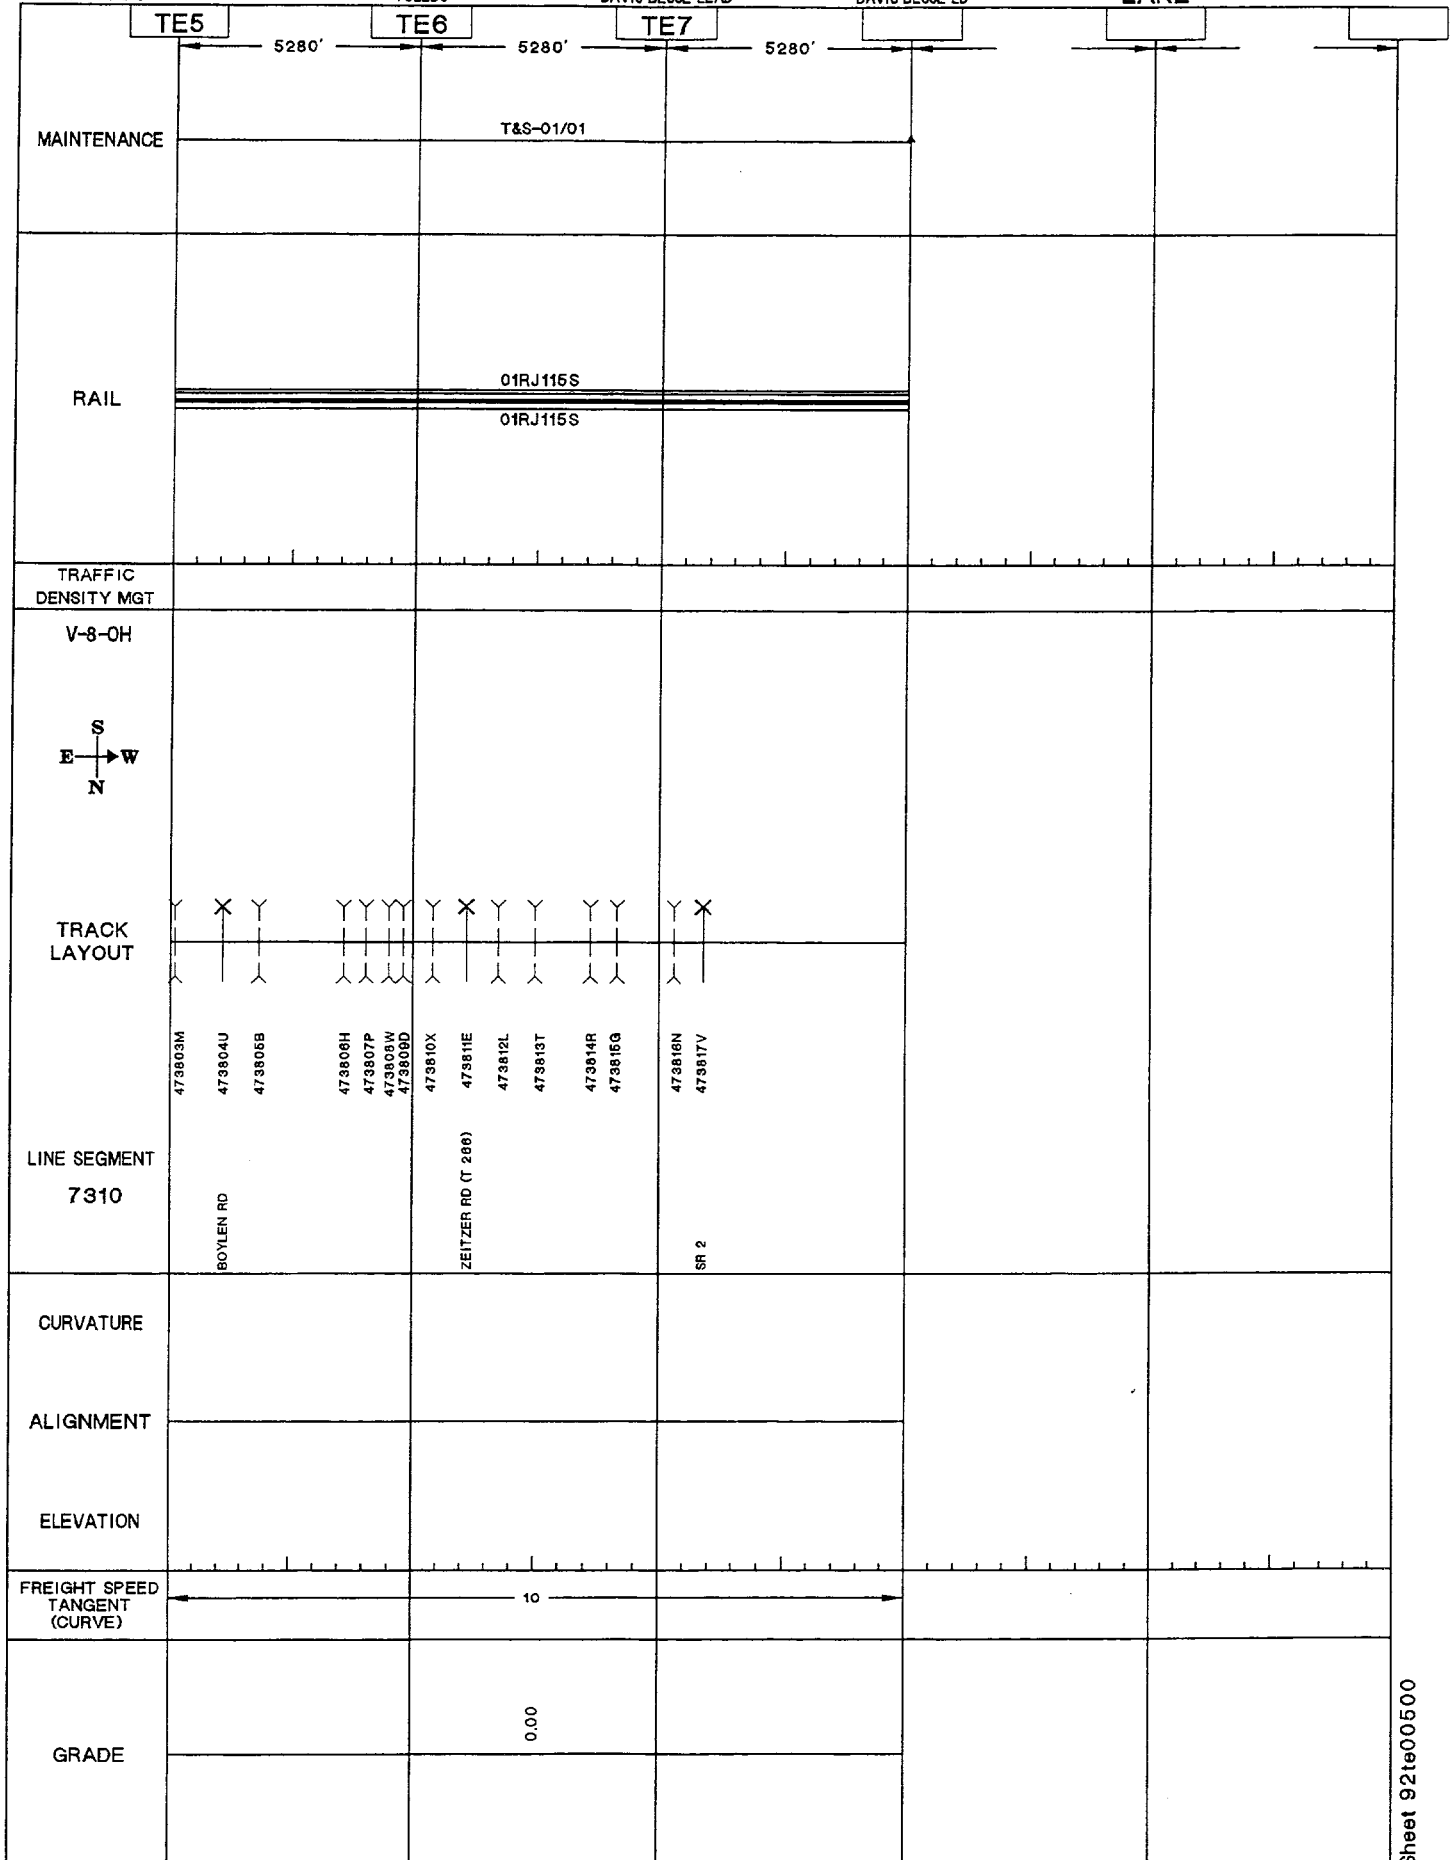 TE5
TE6
TE7
5280'
5280'
5280'
MAINTENANCE
T&S-01/01
RAIL
01RJ115S
01RJ115S
TRAFFIC
DENSITY MGT
V-8-OH
S
E W
N
TRACK
LAYOUT
473803M
473804U
473805B
473806H
473807P
473808W
473809D
473810X
473811E
473812L
473813T
473814R
473815G
473816N
473817V
LINE SEGMENT
7310
BOYLEN RD
ZEITZER RD (T 286)
SR 2
CURVATURE
ALIGNMENT
ELEVATION
FREIGHT SPEED
TANGENT
(CURVE)
10
GRADE
0.00
Sheet 92te00500